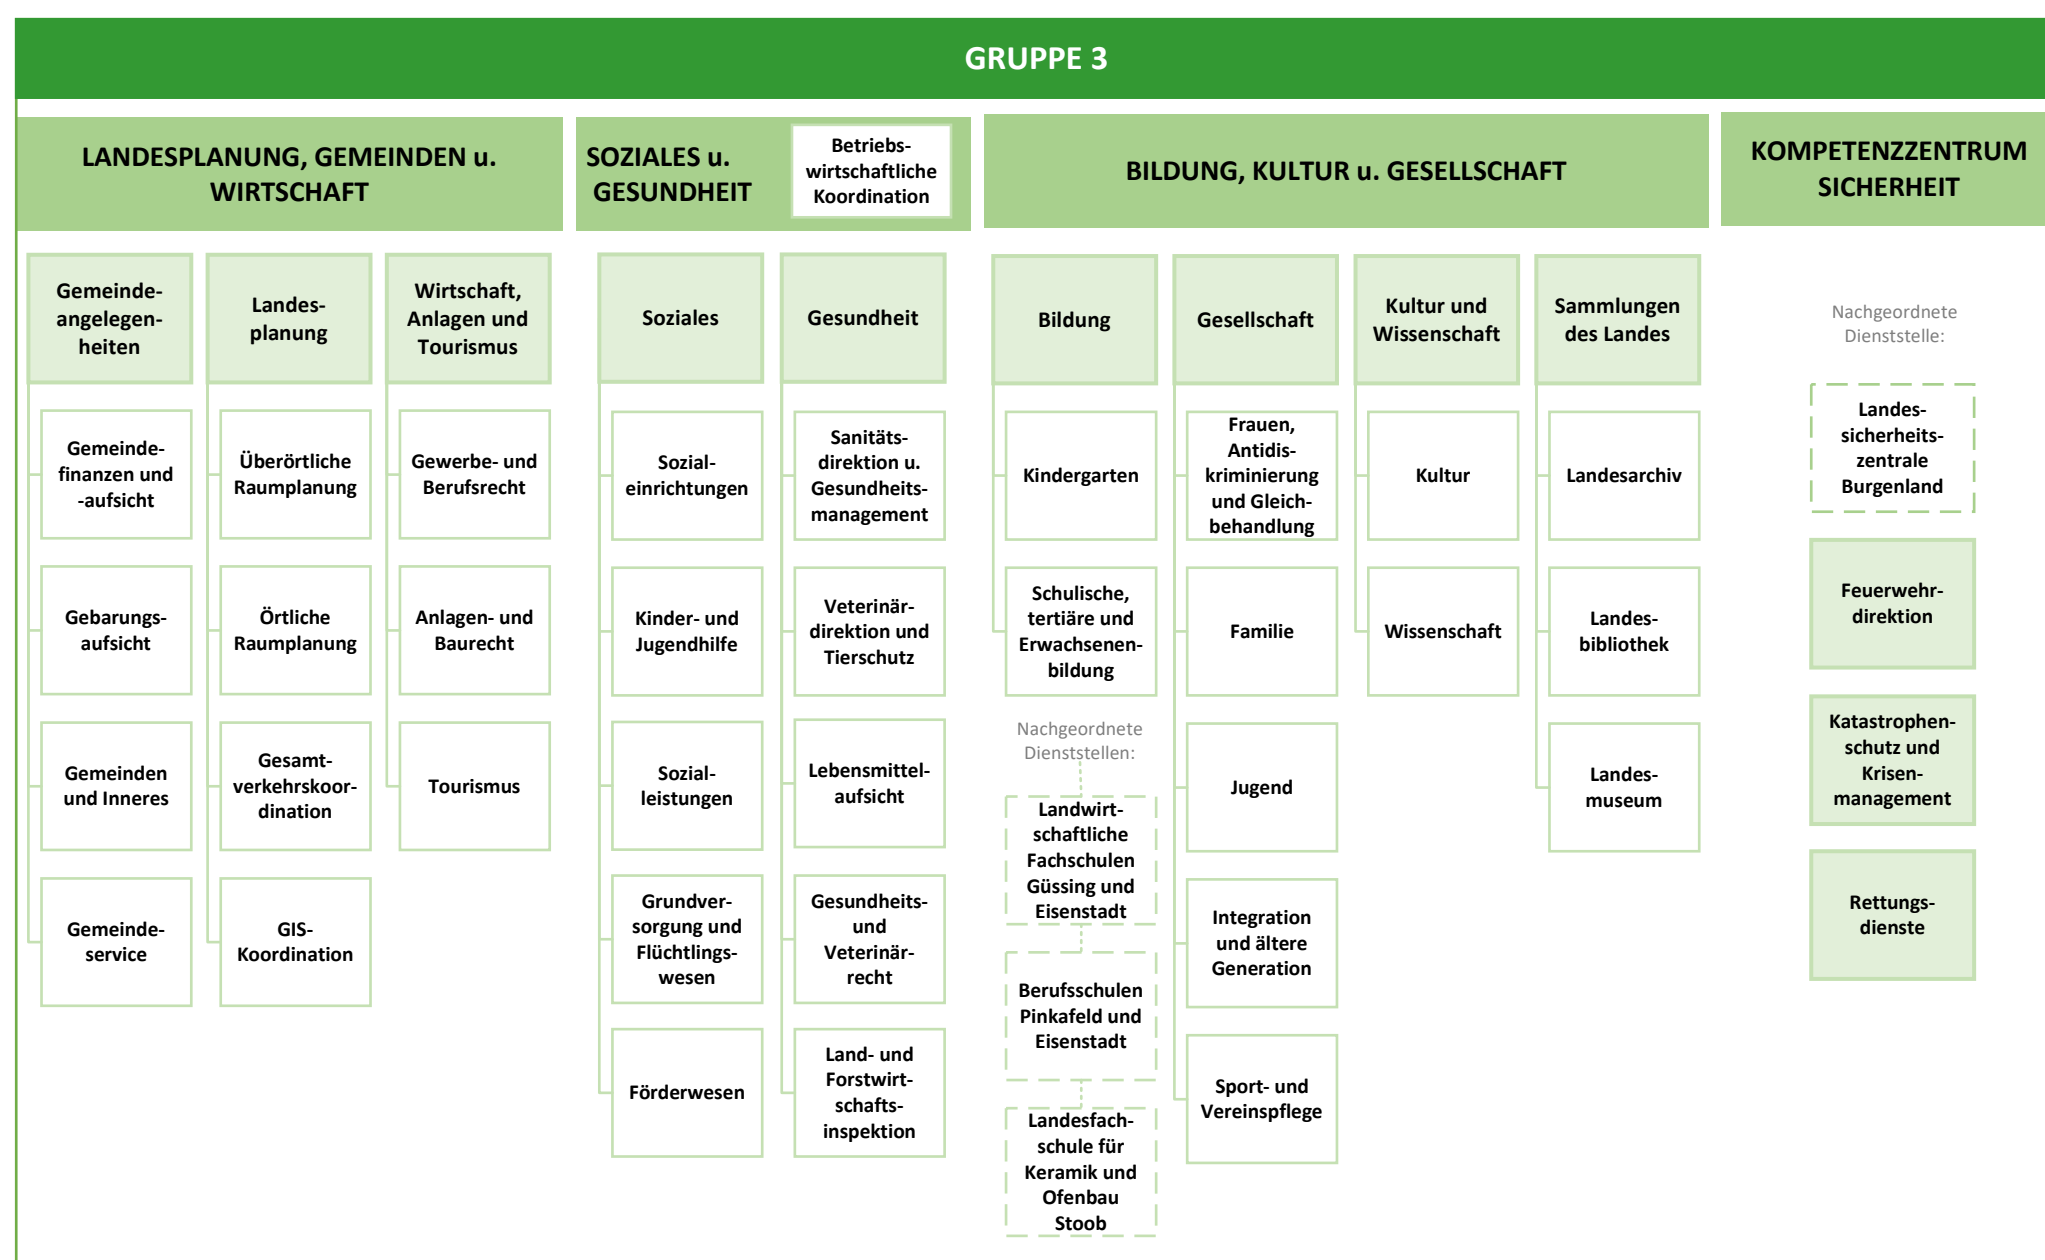 GRUPPE 3
LANDESPLANUNG, GEMEINDEN u.
WIRTSCHAFT
SOZIALES u.
GESUNDHEIT
Betriebs-
wirtschaftliche
Koordination
BILDUNG, KULTUR u. GESELLSCHAFT
KOMPETENZZENTRUM
SICHERHEIT
Gemeinde-
angelegen-
heiten
Gemeinde-
finanzen und
-aufsicht
Gebarungs-
aufsicht
Gemeinden
und Inneres
Gemeinde-
service
Landes-
planung
Überörtliche
Raumplanung
Örtliche
Raumplanung
Gesamt-
verkehrskoor-
dination
GIS-
Koordination
Wirtschaft,
Anlagen und
Tourismus
Gewerbe- und
Berufsrecht
Anlagen- und
Baurecht
Tourismus
Soziales
Sozial-
einrichtungen
Kinder- und
Jugendhilfe
Sozial-
leistungen
Grundver-
sorgung und
Flüchtlings-
wesen
Förderwesen
Gesundheit
Sanitäts-
direktion u.
Gesundheits-
management
Veterinär-
direktion und
Tierschutz
Lebensmittel-
aufsicht
Gesundheits-
und
Veterinär-
recht
Land- und
Forstwirt-
schafts-
inspektion
Bildung
Kindergarten
Schulische,
tertiäre und
Erwachsenen-
bildung
Nachgeordnete
Dienststellen:
Landwirt-
schaftliche
Fachschulen
Güssing und
Eisenstadt
Berufsschulen
Pinkafeld und
Eisenstadt
Landesfach-
schule für
Keramik und
Ofenbau
Stoob
Gesellschaft
Frauen,
Antidis-
kriminierung
und Gleich-
behandlung
Familie
Jugend
Integration
und ältere
Generation
Sport- und
Vereinspflege
Kultur und
Wissenschaft
Kultur
Wissenschaft
Sammlungen
des Landes
Landesarchiv
Landes-
bibliothek
Landes-
museum
Nachgeordnete
Dienststelle:
Landes-
sicherheits-
zentrale
Burgenland
Feuerwehr-
direktion
Katastrophen-
schutz und
Krisen-
management
Rettungs-
dienste